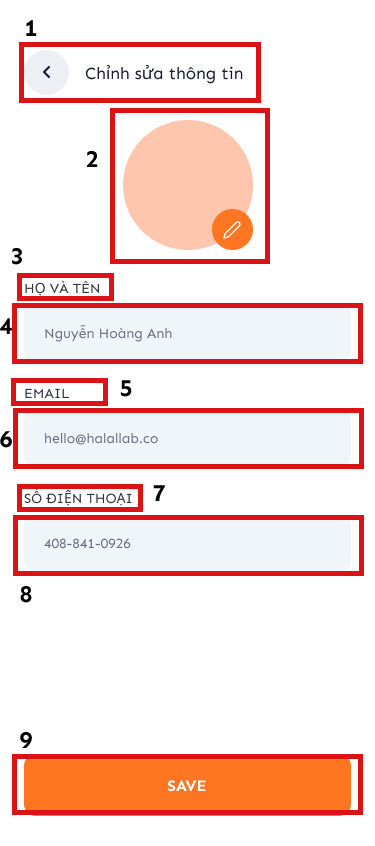 1
Chỉnh sửa thông tin
2
3
HỌ VÀ TÊN
4
Nguyễn Hoàng Anh
EMAIL
5
6
hello@halallab.co
SỐ ĐIỆN THOẠI
7
408-841-0926
8
9
SAVE